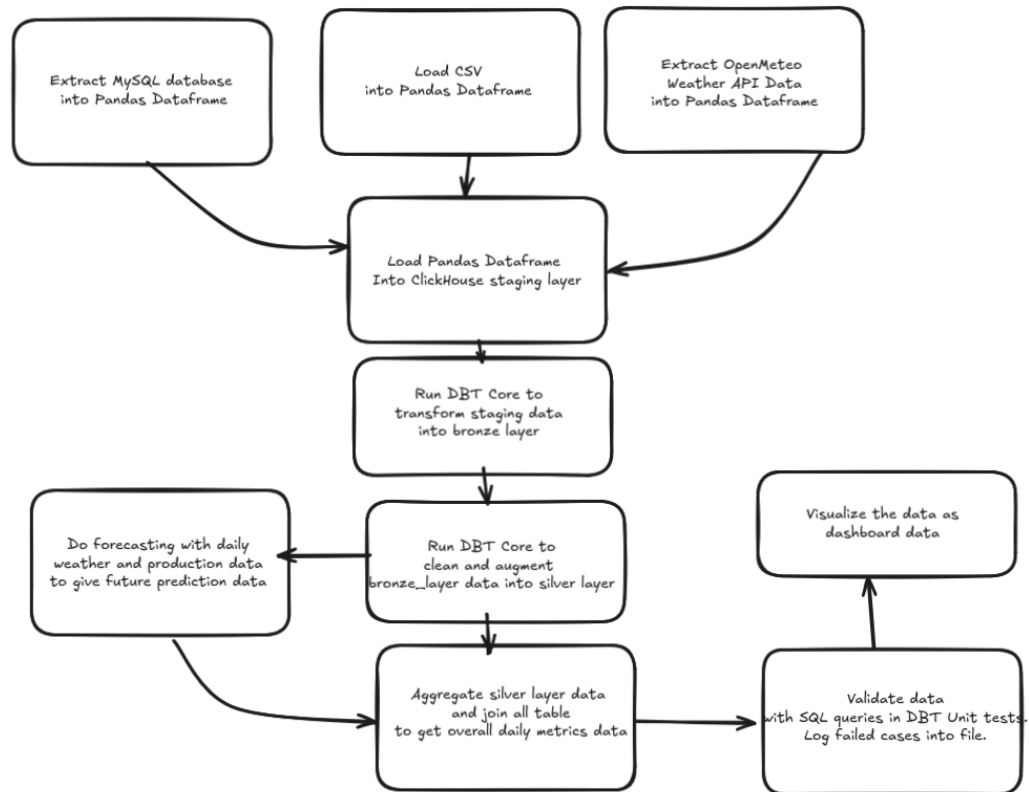 Extract MySQL database
into Pandas Dataframe
Load CSV
into Pandas Dataframe
Extract OpenMeteo
Weather API Data
into Pandas Dataframe
Load Pandas Dataframe
Into ClickHouse staging layer
Run DBT Core to
transform staging data
into bronze layer
Run DBT Core to
clean and augment
bronze_layer data into silver layer
Do forecasting with daily
weather and production data
to give future prediction data
Aggregate silver layer data
and join all table
to get overall daily metrics data
Validate data
with SQL queries in DBT Unit tests.
Log failed cases into file.
Visualize the data as
dashboard data